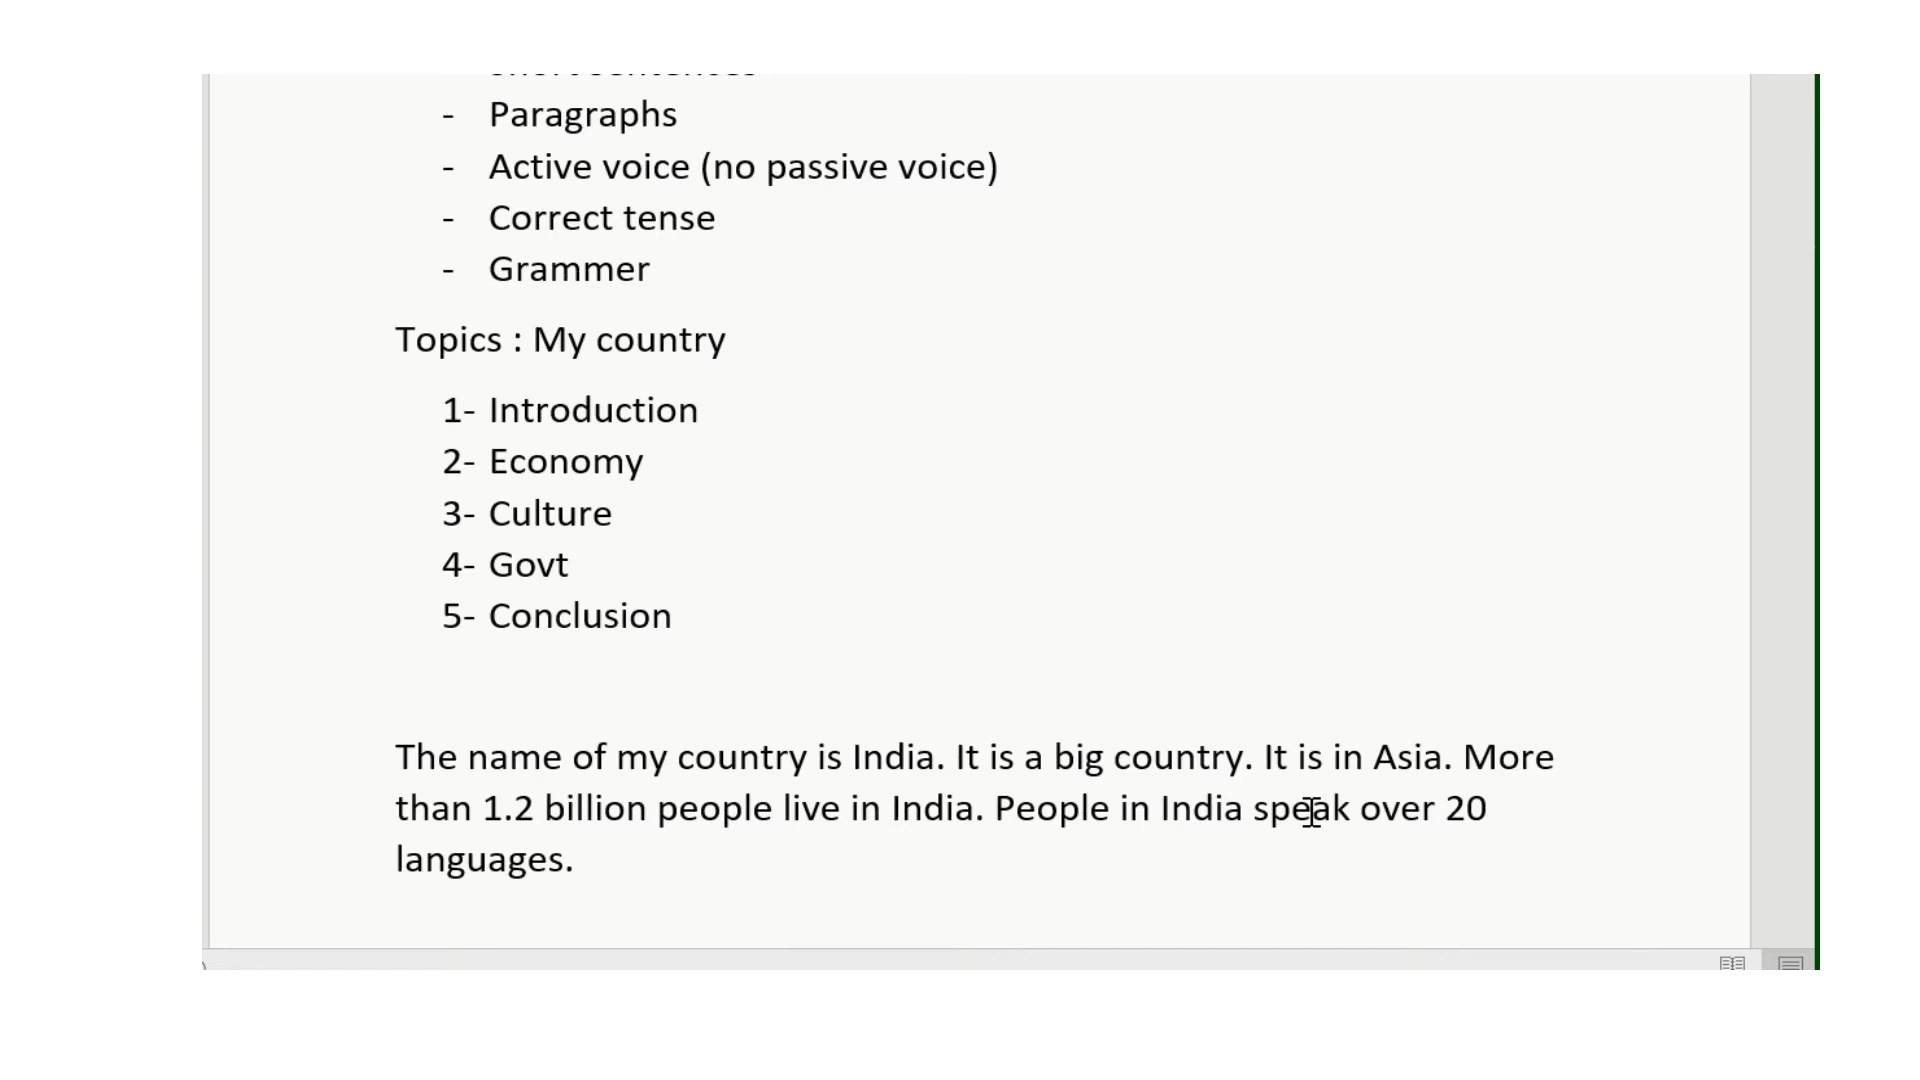 Short sentences
- Paragraphs
- Active voice (no passive voice)
- Correct tense
- Grammer
Topics : My country
1- Introduction
2- Economy
3- Culture
4- Govt
5- Conclusion
The name of my country is India. It is a big country. It is in Asia. More
than 1.2 billion people live in India. People in India speak over 20
languages.